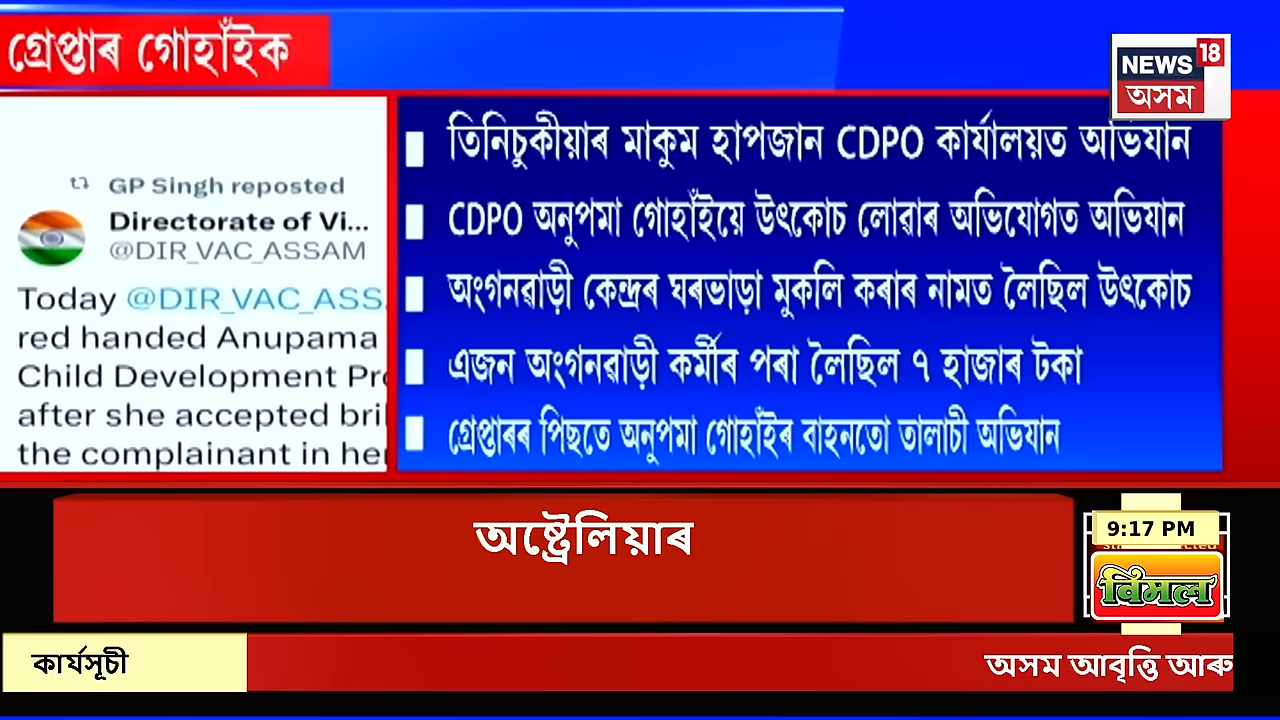 গ্ৰেপ্তাৰ গোহাঁইক
NEWS 18
অসম
GP Singh reposted
Directorate of Vi...
@DIR_VAC_ASSAM
Today @DIR_VAC_ASS
red handed Anupama
Child Development Pr
after she accepted bri
the complainant in he
তিনিচুকীয়াৰ মাকুম হাপজান CDPO কাৰ্যালয়ত অভিযান
CDPO অনুপমা গোহাঁইয়ে উৎকোচ লোৱাৰ অভিযোগত অভিযান
অংগনৱাড়ী কেন্দ্ৰৰ ঘৰভাড়া মুকলি কৰাৰ নামত লৈছিল উৎকোচ
এজন অংগনৱাড়ী কৰ্মীৰ পৰা লৈছিল ৭ হাজাৰ টকা
গ্ৰেপ্তাৰৰ পিছতে অনুপমা গোহাঁইৰ বাহনতো তালাচী অভিযান
অষ্ট্ৰেলিয়াৰ
9:17 PM
বিমল
কাৰ্যসূচী
অসম আবৃত্তি আৰু